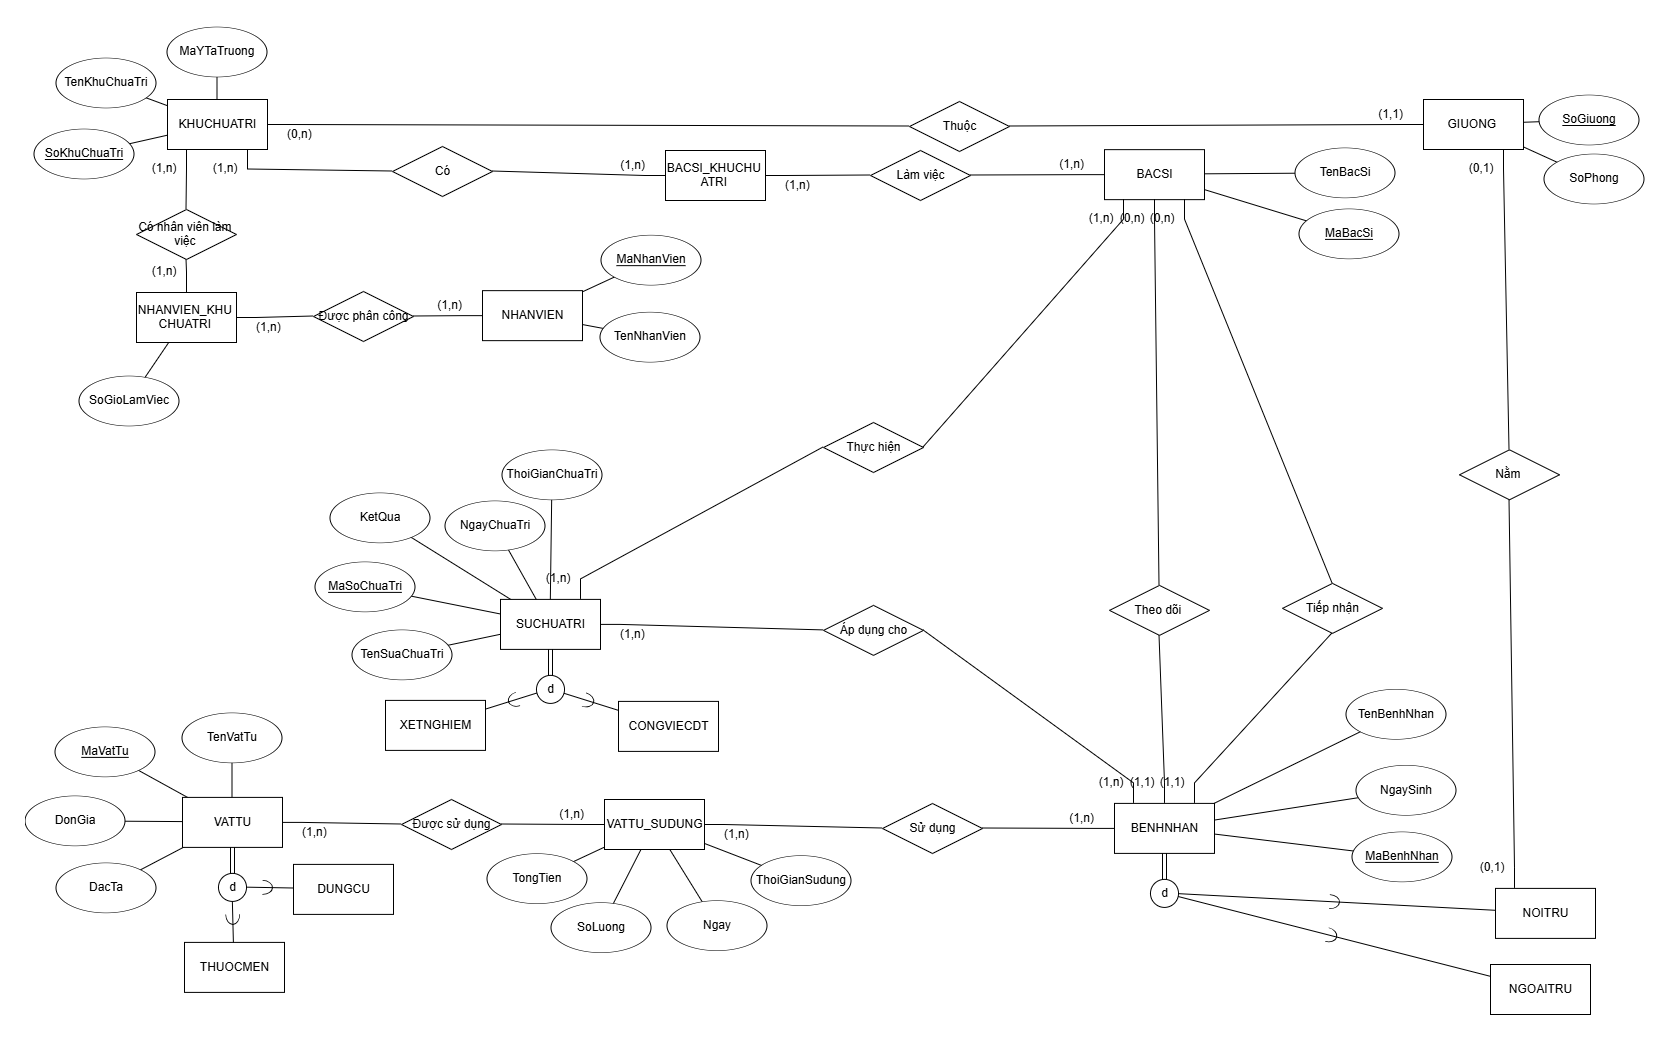 MaYTaTruong
TenKhuChuaTri
KHUCHUATRI
SoKhuChuaTri
(0,n)
Thuộc
(1,1)
GIUONG
SoGiuong
SoPhong
(1,n)
(1,n)
Có
(1,n)
BACSI_KHUCHU
ATRI
(1,n)
Làm việc
(1,n)
BACSI
TenBacSi
MaBacSi
(0,1)
(1,n)
(0,n)
(0,n)
Có nhân viên làm
việc
(1,n)
NHANVIEN_KHU
CHUATRI
(1,n)
Được phân công
(1,n)
NHANVIEN
MaNhanVien
TenNhanVien
SoGioLamViec
Thực hiện
Nằm
ThoiGianChuaTri
KetQua
NgayChuaTri
MaSoChuaTri
(1,n)
SUCHUATRI
TenSuaChuaTri
(1,n)
Áp dụng cho
Theo dõi
Tiếp nhận
d
XETNGHIEM
CONGVIECDT
MaVatTu
TenVatTu
DonGia
VATTU
DacTa
(1,n)
Được sử dụng
(1,n)
VATTU_SUDUNG
(1,n)
Sử dụng
(1,n)
(1,n)
(1,1)
(1,1)
BENHNHAN
TenBenhNhan
NgaySinh
MaBenhNhan
TongTien
SoLuong
Ngay
ThoiGianSudung
d
DUNGCU
THUOCMEN
d
(0,1)
NOITRU
NGOAITRU